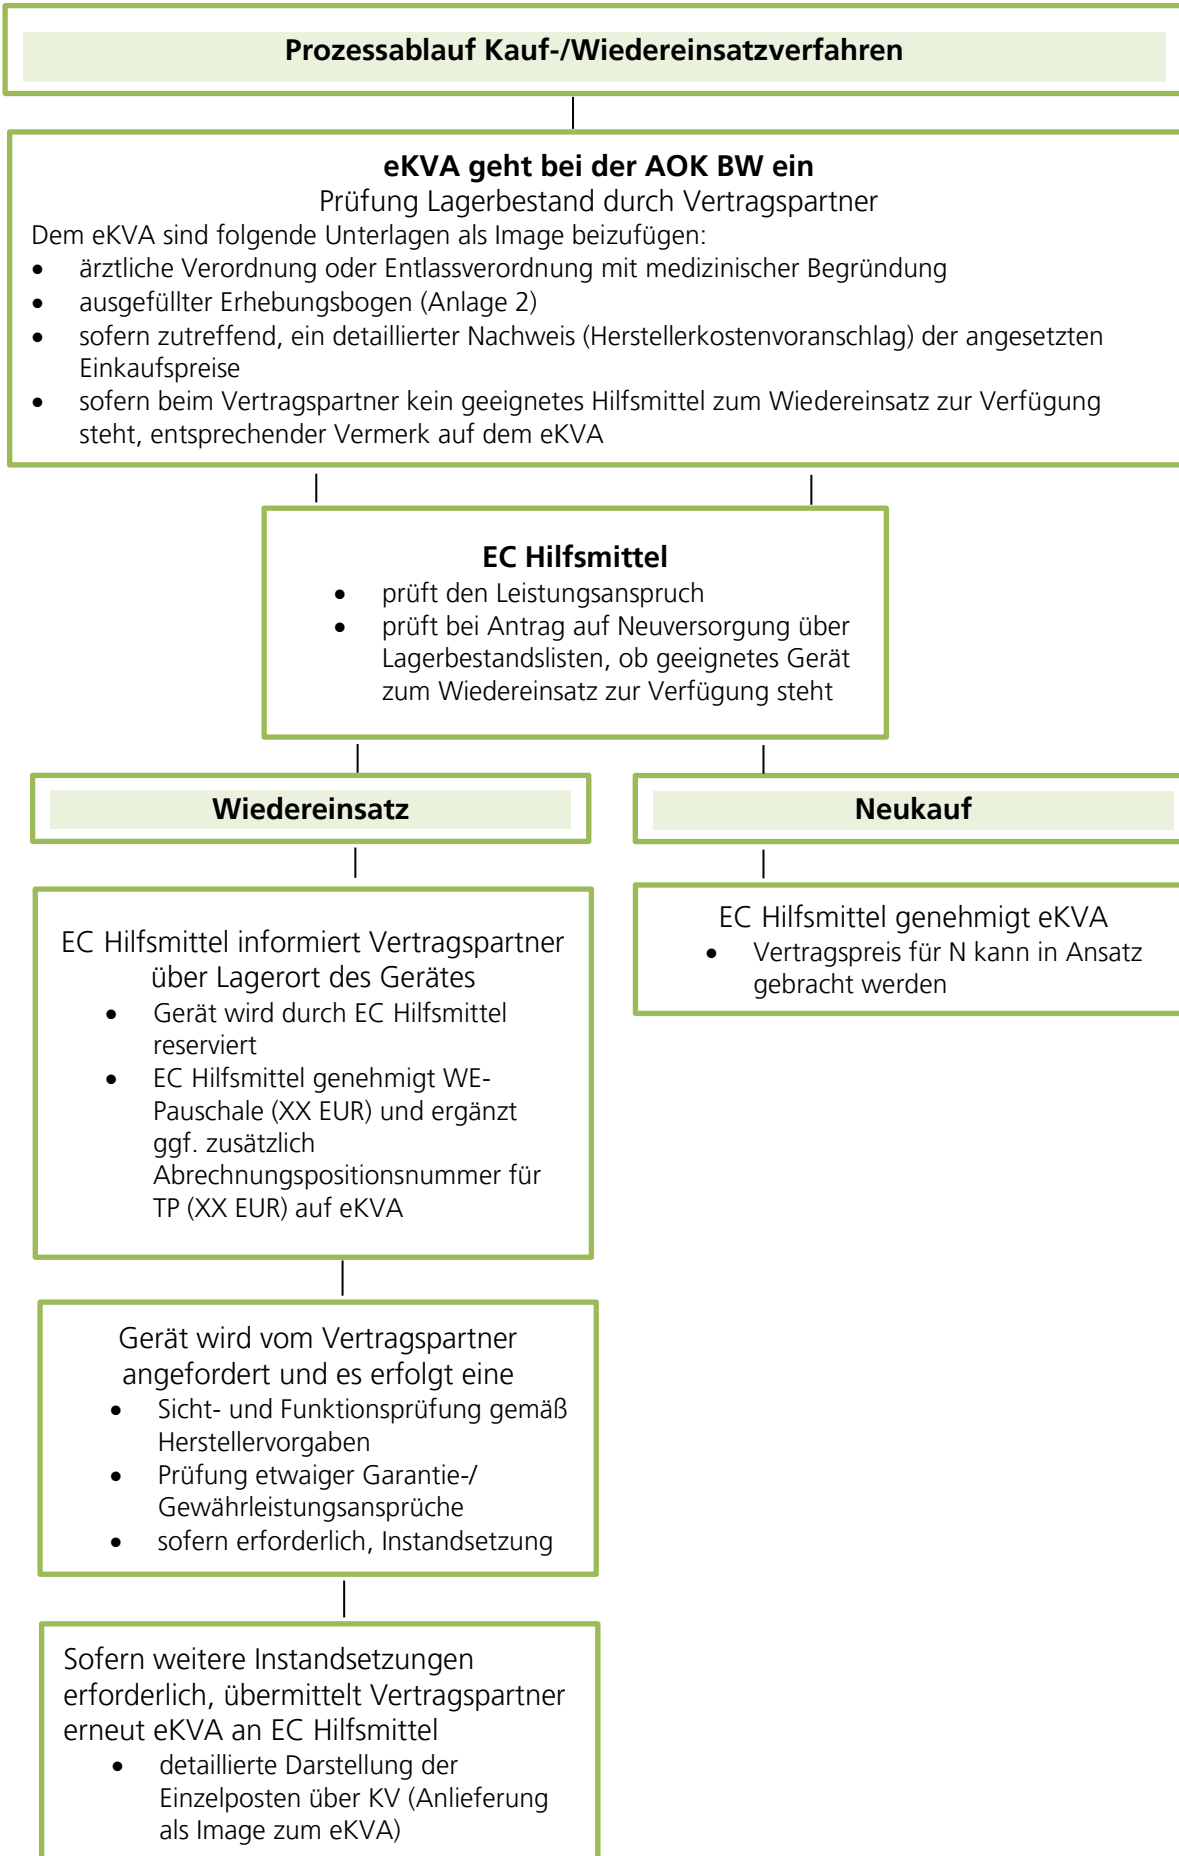 Prozessablauf Kauf-/Wiedereinsatzverfahren
eKVA geht bei der AOK BW ein
Prüfung Lagerbestand durch Vertragspartner
Dem eKVA sind folgende Unterlagen als Image beizufügen:
• ärztliche Verordnung oder Entlassverordnung mit medizinischer Begründung
• ausgefüllter Erhebungsbogen (Anlage 2)
• sofern zutreffend, ein detaillierter Nachweis (Herstellerkostenvoranschlag) der angesetzten
Einkaufspreise
• sofern beim Vertragspartner kein geeignetes Hilfsmittel zum Wiedereinsatz zur Verfügung
steht, entsprechender Vermerk auf dem eKVA
EC Hilfsmittel
• prüft den Leistungsanspruch
• prüft bei Antrag auf Neuversorgung über
Lagerbestandslisten, ob geeignetes Gerät
zum Wiedereinsatz zur Verfügung steht
Wiedereinsatz
EC Hilfsmittel informiert Vertragspartner
über Lagerort des Gerätes
• Gerät wird durch EC Hilfsmittel
reserviert
• EC Hilfsmittel genehmigt WE-
Pauschale (XX EUR) und ergänzt
ggf. zusätzlich
Abrechnungspositionsnummer für
TP (XX EUR) auf eKVA
Gerät wird vom Vertragspartner
angefordert und es erfolgt eine
• Sicht- und Funktionsprüfung gemäß
Herstellervorgaben
• Prüfung etwaiger Garantie-/
Gewährleistungsansprüche
• sofern erforderlich, Instandsetzung
Sofern weitere Instandsetzungen
erforderlich, übermittelt Vertragspartner
erneut eKVA an EC Hilfsmittel
• detaillierte Darstellung der
Einzelposten über KV (Anlieferung
als Image zum eKVA)
Neukauf
EC Hilfsmittel genehmigt eKVA
• Vertragspreis für N kann in Ansatz
gebracht werden